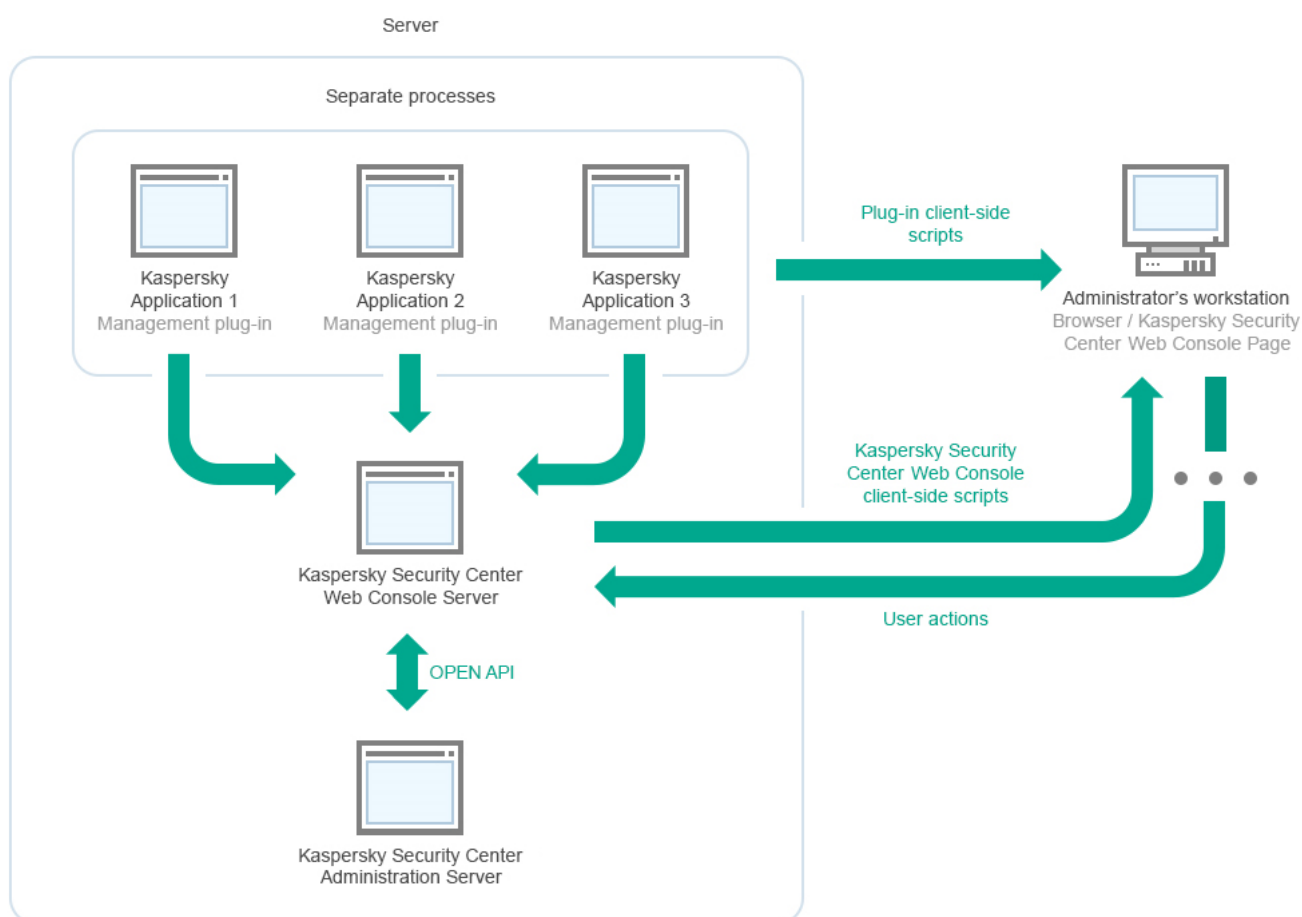 Server
Separate processes
Kaspersky
Application 1
Management plug-in
Kaspersky
Application 2
Management plug-in
Kaspersky
Application 3
Management plug-in
Plug-in client-side
scripts
Administrator's workstation
Browser / Kaspersky Security
Center Web Console Page
Kaspersky Security
Center Web Console
client-side scripts
Kaspersky Security Center
Web Console Server
User actions
OPEN API
Kaspersky Security Center
Administration Server